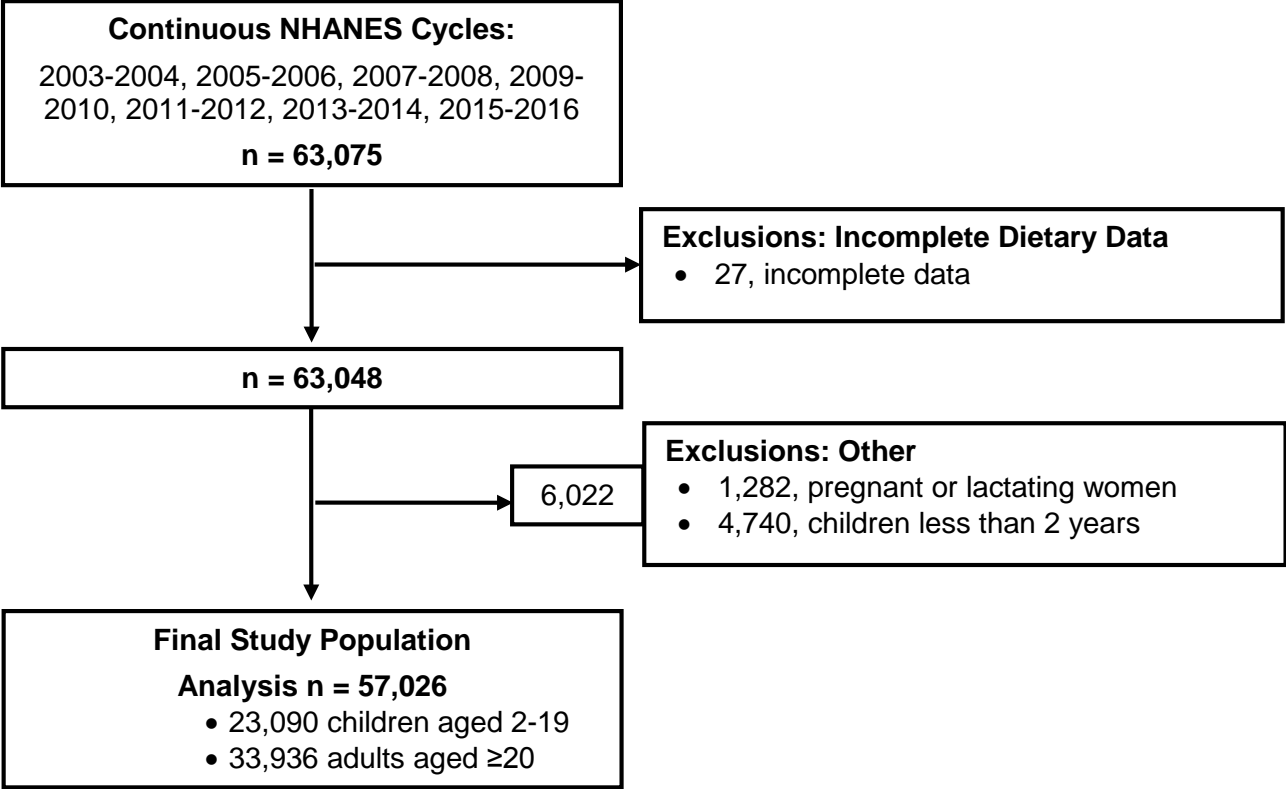 Continuous NHANES Cycles:
2003-2004, 2005-2006, 2007-2008, 2009-
2010, 2011-2012, 2013-2014, 2015-2016
n = 63,075
Exclusions: Incomplete Dietary Data
• 27, incomplete data
n = 63,048
6,022
Exclusions: Other
• 1,282, pregnant or lactating women
• 4,740, children less than 2 years
Final Study Population
Analysis n = 57,026
• 23,090 children aged 2-19
• 33,936 adults aged ≥20